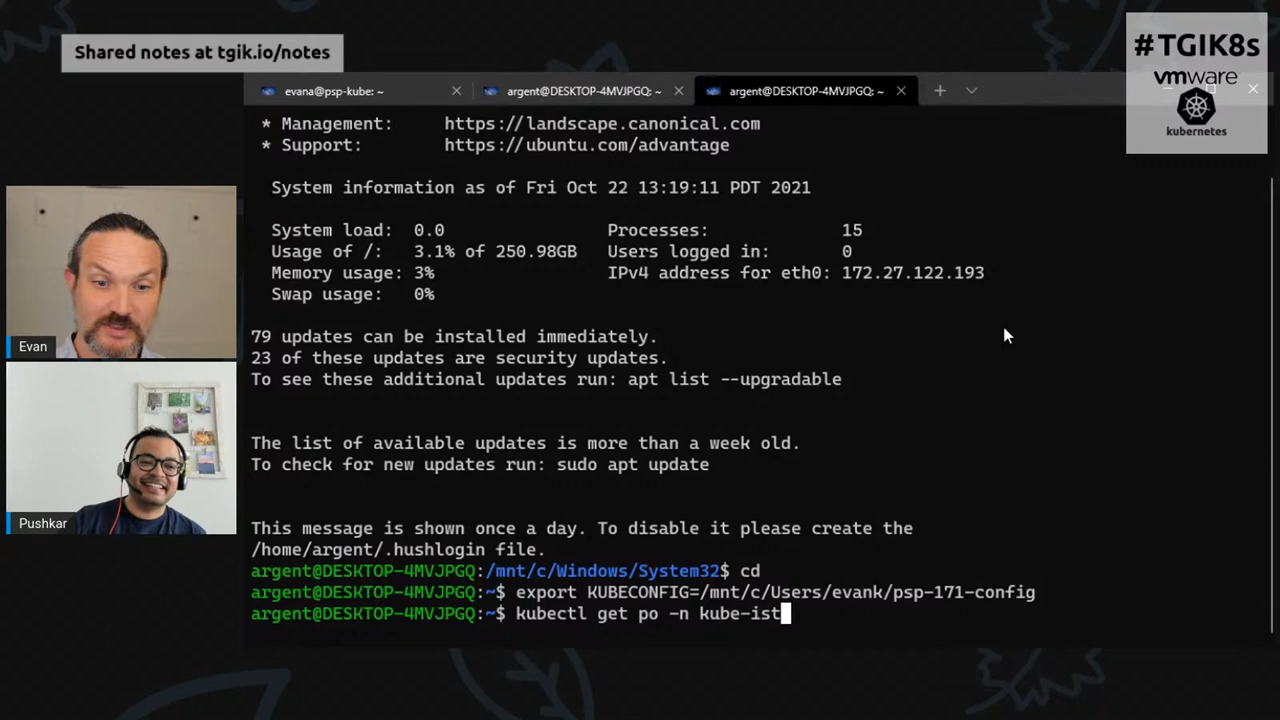 Shared notes at tgik.io/notes
#TGIK8s
vmware
kubernetes
evana@psp-kube: ~
argent@DESKTOP-4MVJPGQ: ~
argent@DESKTOP-4MVJPGQ: ~
* Management:     https://landscape.canonical.com
* Support:        https://ubuntu.com/advantage
System information as of Fri Oct 22 13:19:11 PDT 2021
System load:  0.0                Processes:             15
Usage of /:   3.1% of 250.98GB   Users logged in:       0
Memory usage: 3%                 IPv4 address for eth0: 172.27.122.193
Swap usage:   0%
79 updates can be installed immediately.
23 of these updates are security updates.
To see these additional updates run: apt list --upgradable
The list of available updates is more than a week old.
To check for new updates run: sudo apt update
This message is shown once a day. To disable it please create the
/home/argent/.hushlogin file.
argent@DESKTOP-4MVJPGQ:/mnt/c/Windows/System32$ cd
argent@DESKTOP-4MVJPGQ:~$ export KUBECONFIG=/mnt/c/Users/evank/psp-171-config
argent@DESKTOP-4MVJPGQ:~$ kubectl get po -n kube-ist
Evan
Pushkar